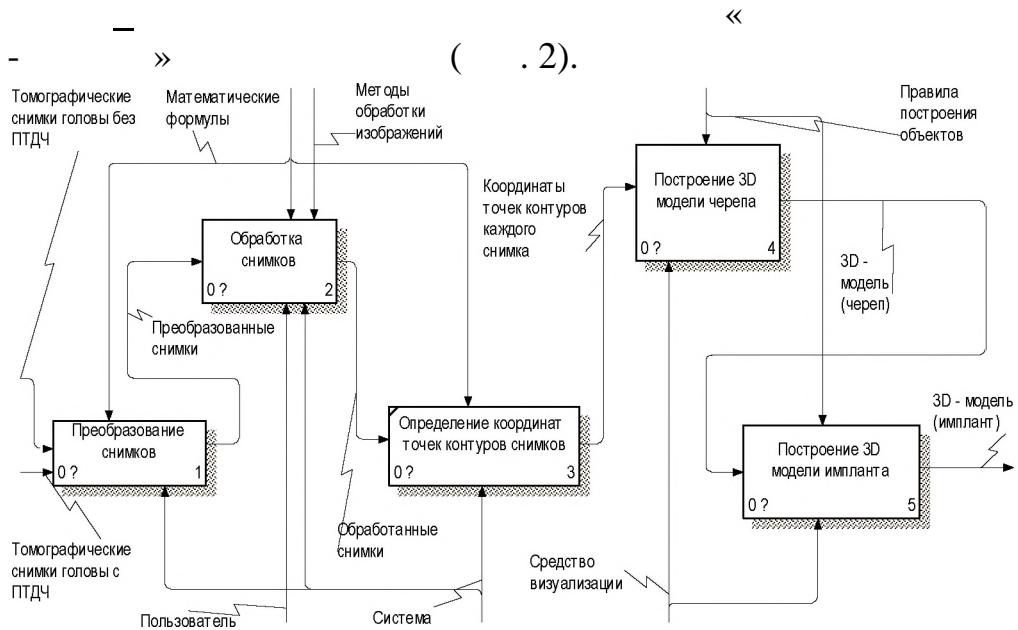 –
«
- » ( . 2).
Томографические
снимки головы без
ПТДЧ
Математические
формулы
Методы
обработки
изображений
Правила
построения
объектов
Координаты
точек контуров
каждого
снимка
Построение 3D
модели черепа
0 ? 4
Обработка
снимков
0 ? 2
3D -
модель
(череп)
Преобразованные
снимки
3D - модель
(имплант)
Преобразование
снимков
0 ? 1
Определение координат
точек контуров снимков
0 ? 3
Построение 3D
модели импланта
0 ? 5
Обработанные
снимки
Томографические
снимки головы с
ПТДЧ
Средство
визуализации
Пользователь
Система